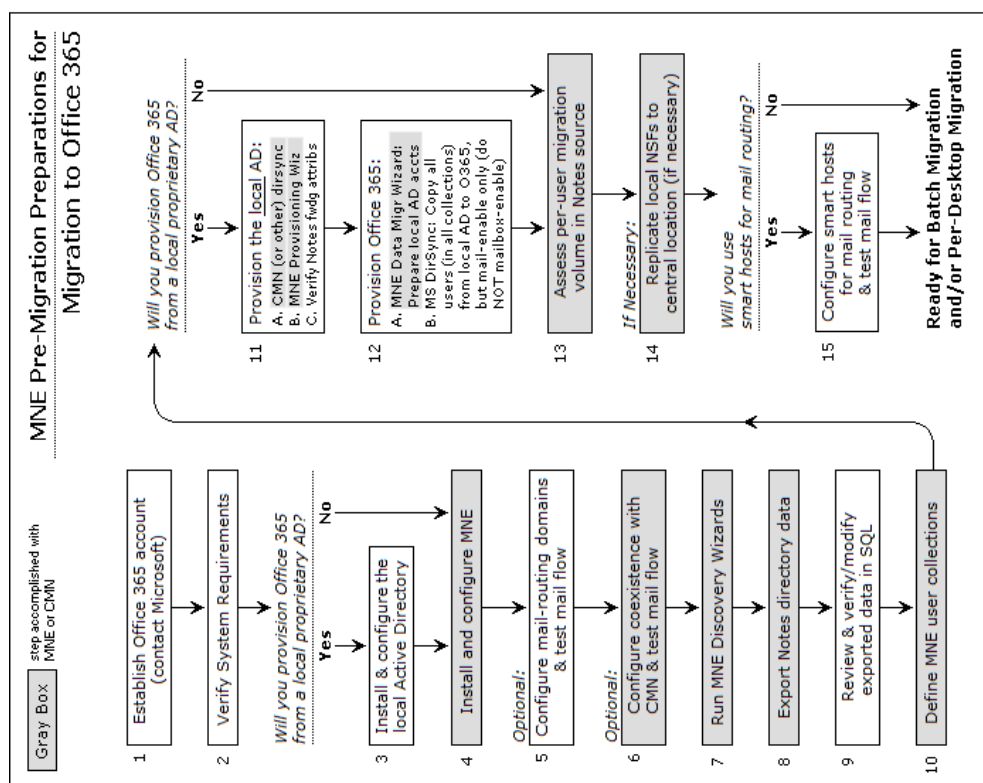 MNE Pre-Migration Preparations for
Migration to Office 365
Gray Box
step accomplished with
MNE or CMN
1
Establish Office 365 account
(contact Microsoft)
2
Verify System Requirements
Will you provision Office 365
from a local proprietary AD?
Yes
No
3
Install & configure the
local Active Directory
4
Install and configure MNE
Optional:
5
Configure mail-routing domains
& test mail flow
Optional:
6
Configure coexistence with
CMN & test mail flow
7
Run MNE Discovery Wizards
8
Export Notes directory data
9
Review & verify/modify
exported data in SQL
10
Define MNE user collections
Will you provision Office 365
from a local proprietary AD?
Yes
No
11
Provision the local AD:
A. CMN (or other) dirsync
B. MNE Provisioning Wiz
C. Verify Notes fwdg attribs
12
Provision Office 365:
A. MNE Data Migr Wizard:
Prepare local AD accts
B. MS DirSync: Copy all
users (in all collections)
from local AD to O365,
but mail-enable only (do
NOT mailbox-enable)
13
Assess per-user migration
volume in Notes source
If Necessary:
14
Replicate local NSFs to
central location (if necessary)
Will you use
smart hosts for mail routing?
Yes
No
15
Configure smart hosts
for mail routing
& test mail flow
Ready for Batch Migration
and/or Per-Desktop Migration